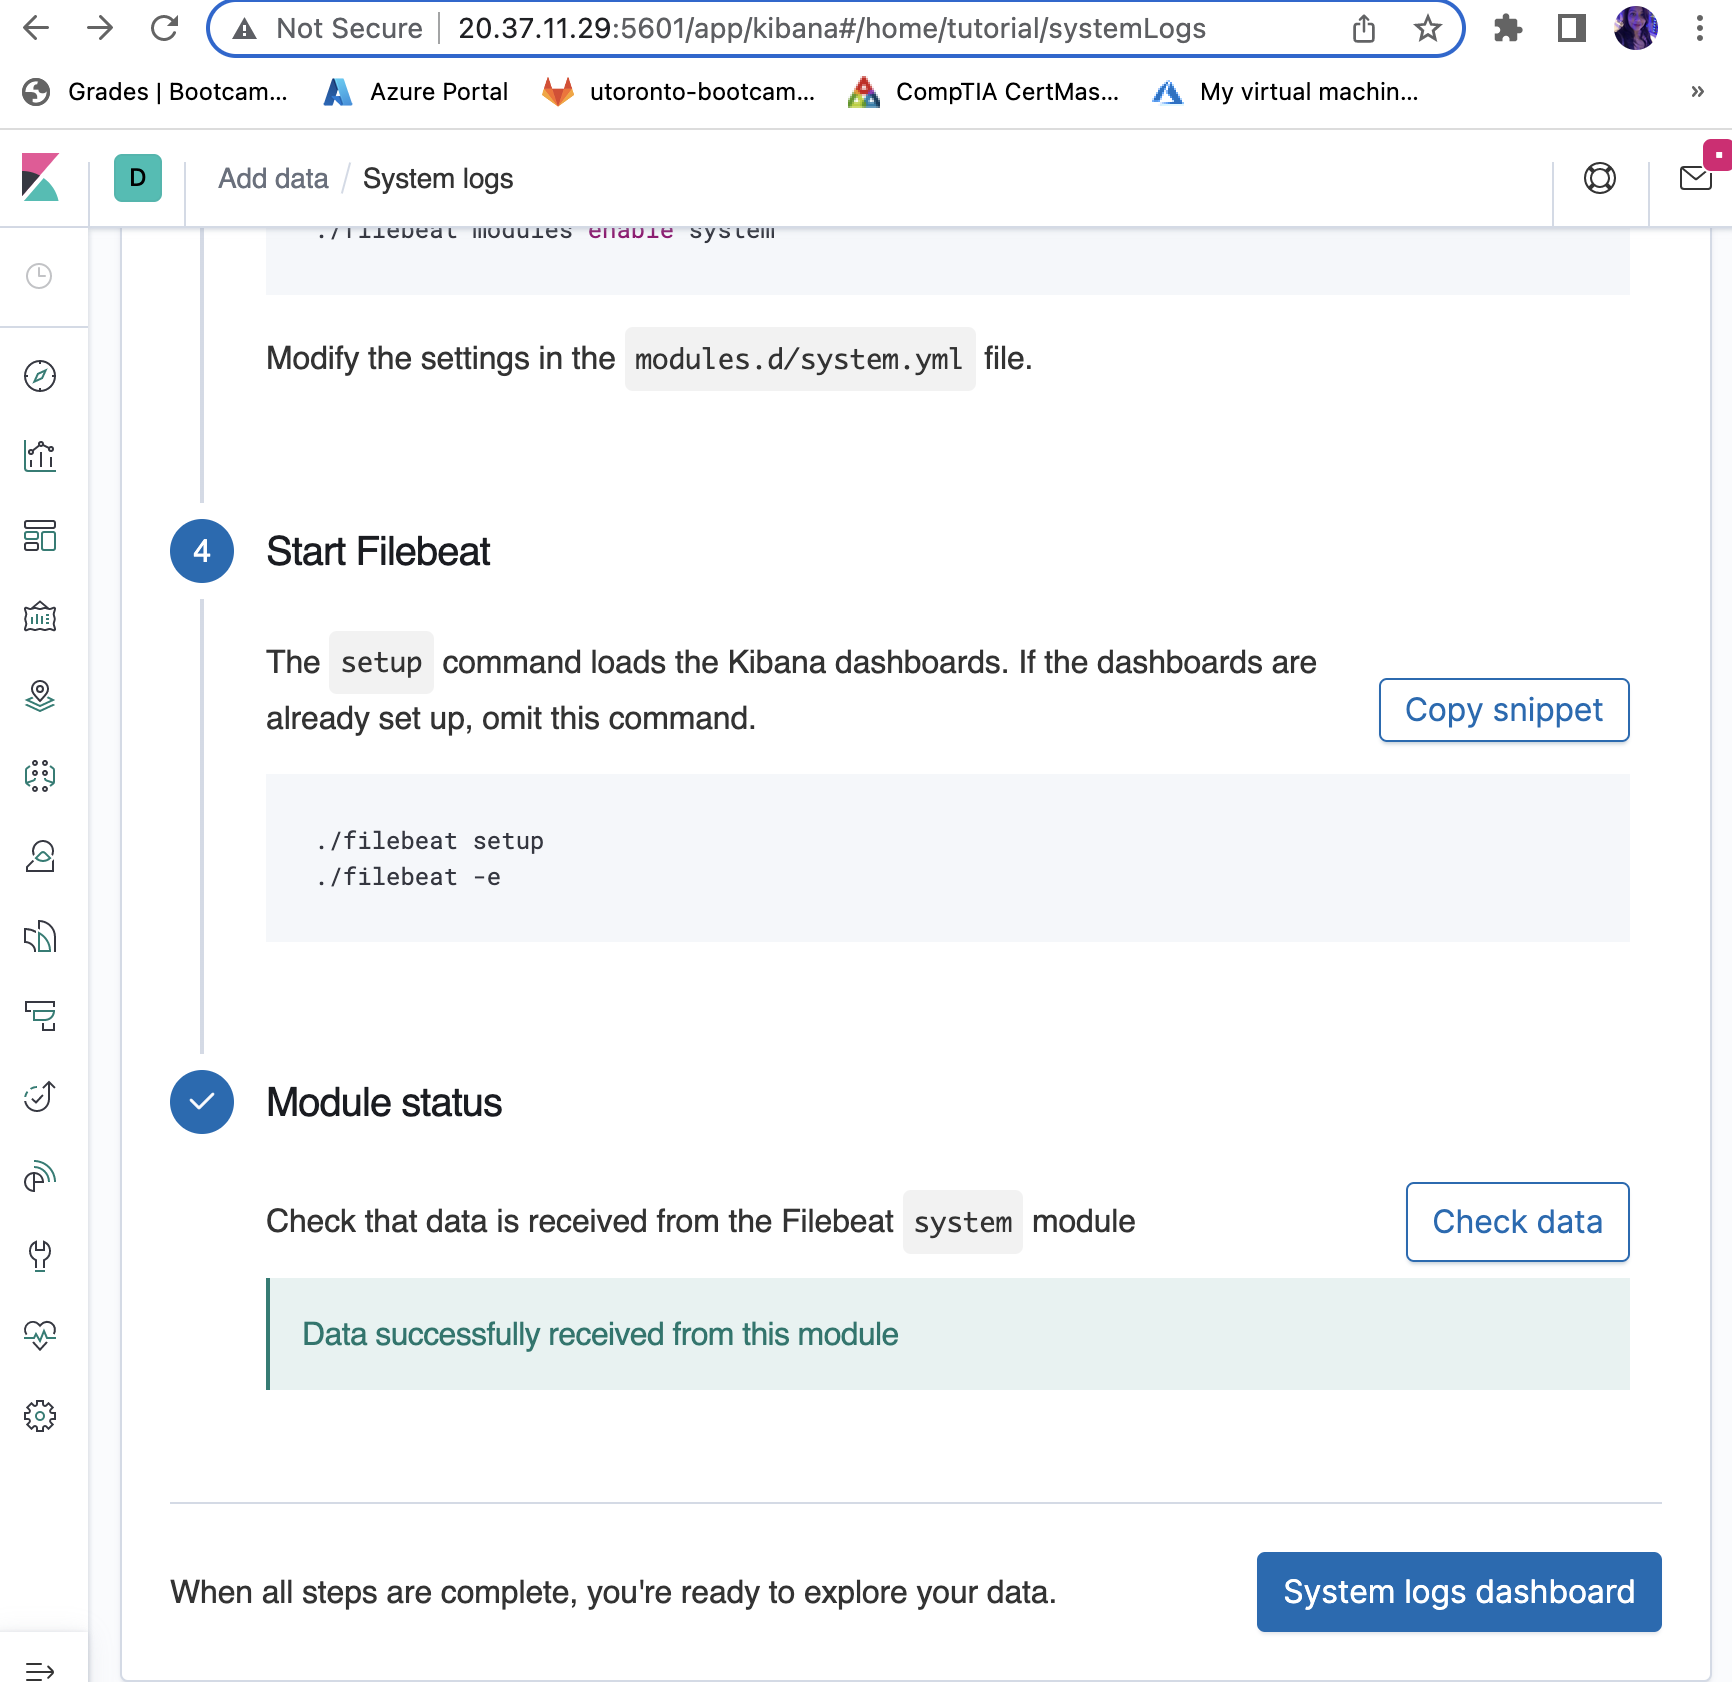 Not Secure 20.37.11.29:5601/app/kibana#/home/tutorial/systemLogs
Grades | Bootcam... Azure Portal utoronto-bootcam... CompTIA CertMas... My virtual machin... »
D Add data / System logs
./filebeat modules enable system
Modify the settings in the modules.d/system.yml file.
4 Start Filebeat
The setup command loads the Kibana dashboards. If the dashboards are
already set up, omit this command.
Copy snippet
./filebeat setup
./filebeat -e
Module status
Check that data is received from the Filebeat system module
Check data
Data successfully received from this module
When all steps are complete, you're ready to explore your data.
System logs dashboard